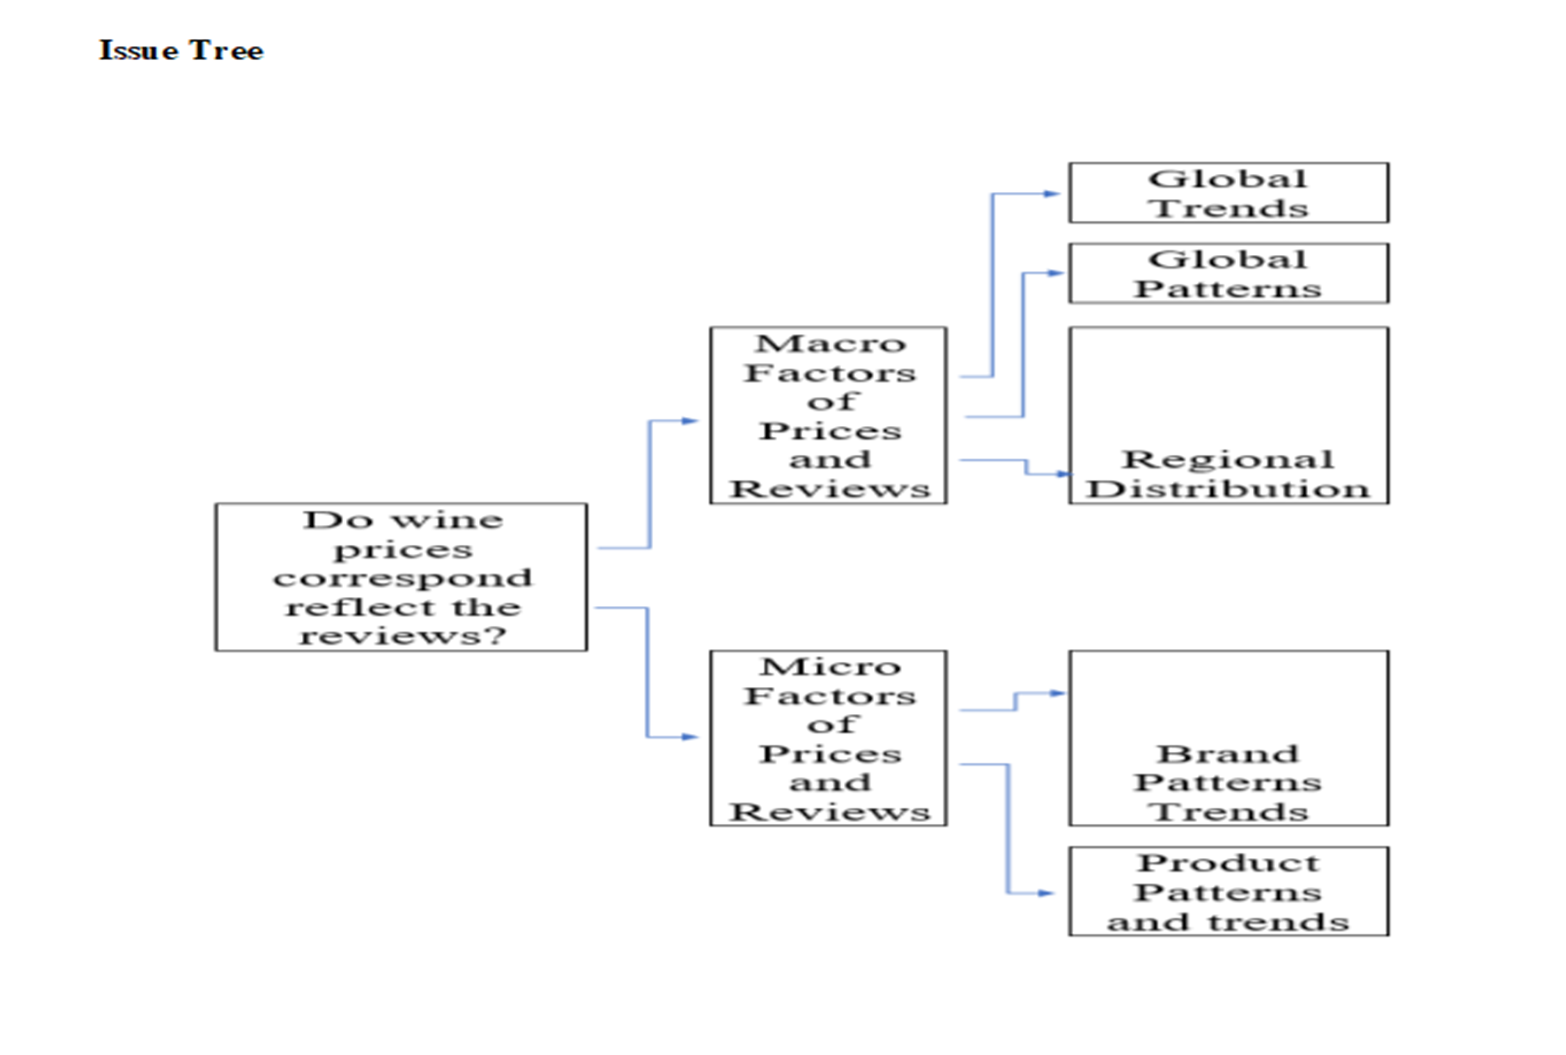 Issue Tree
Global
Trends
Global
Patterns
Macro
Factors
of
Prices
and
Reviews
Regional
Distribution
Do wine
prices
correspond
reflect the
reviews?
Micro
Factors
of
Prices
and
Reviews
Brand
Patterns
Trends
Product
Patterns
and trends